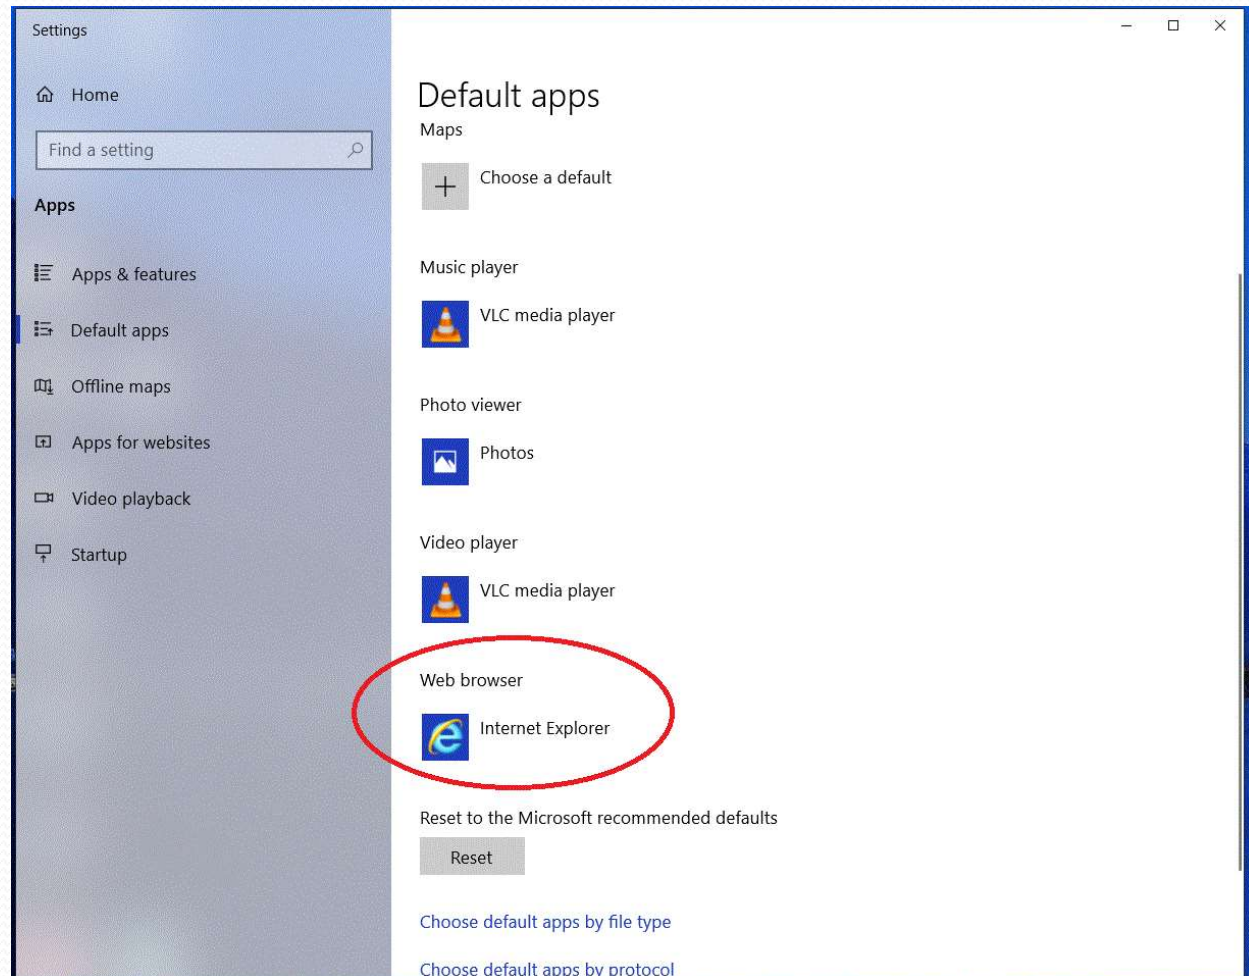 Settings
Home
Find a setting
Apps
Apps & features
Default apps
Offline maps
Apps for websites
Video playback
Startup
Default apps
Maps
Choose a default
Music player
VLC media player
Photo viewer
Photos
Video player
VLC media player
Web browser
Internet Explorer
Reset to the Microsoft recommended defaults
Reset
Choose default apps by file type
Choose default apps by protocol